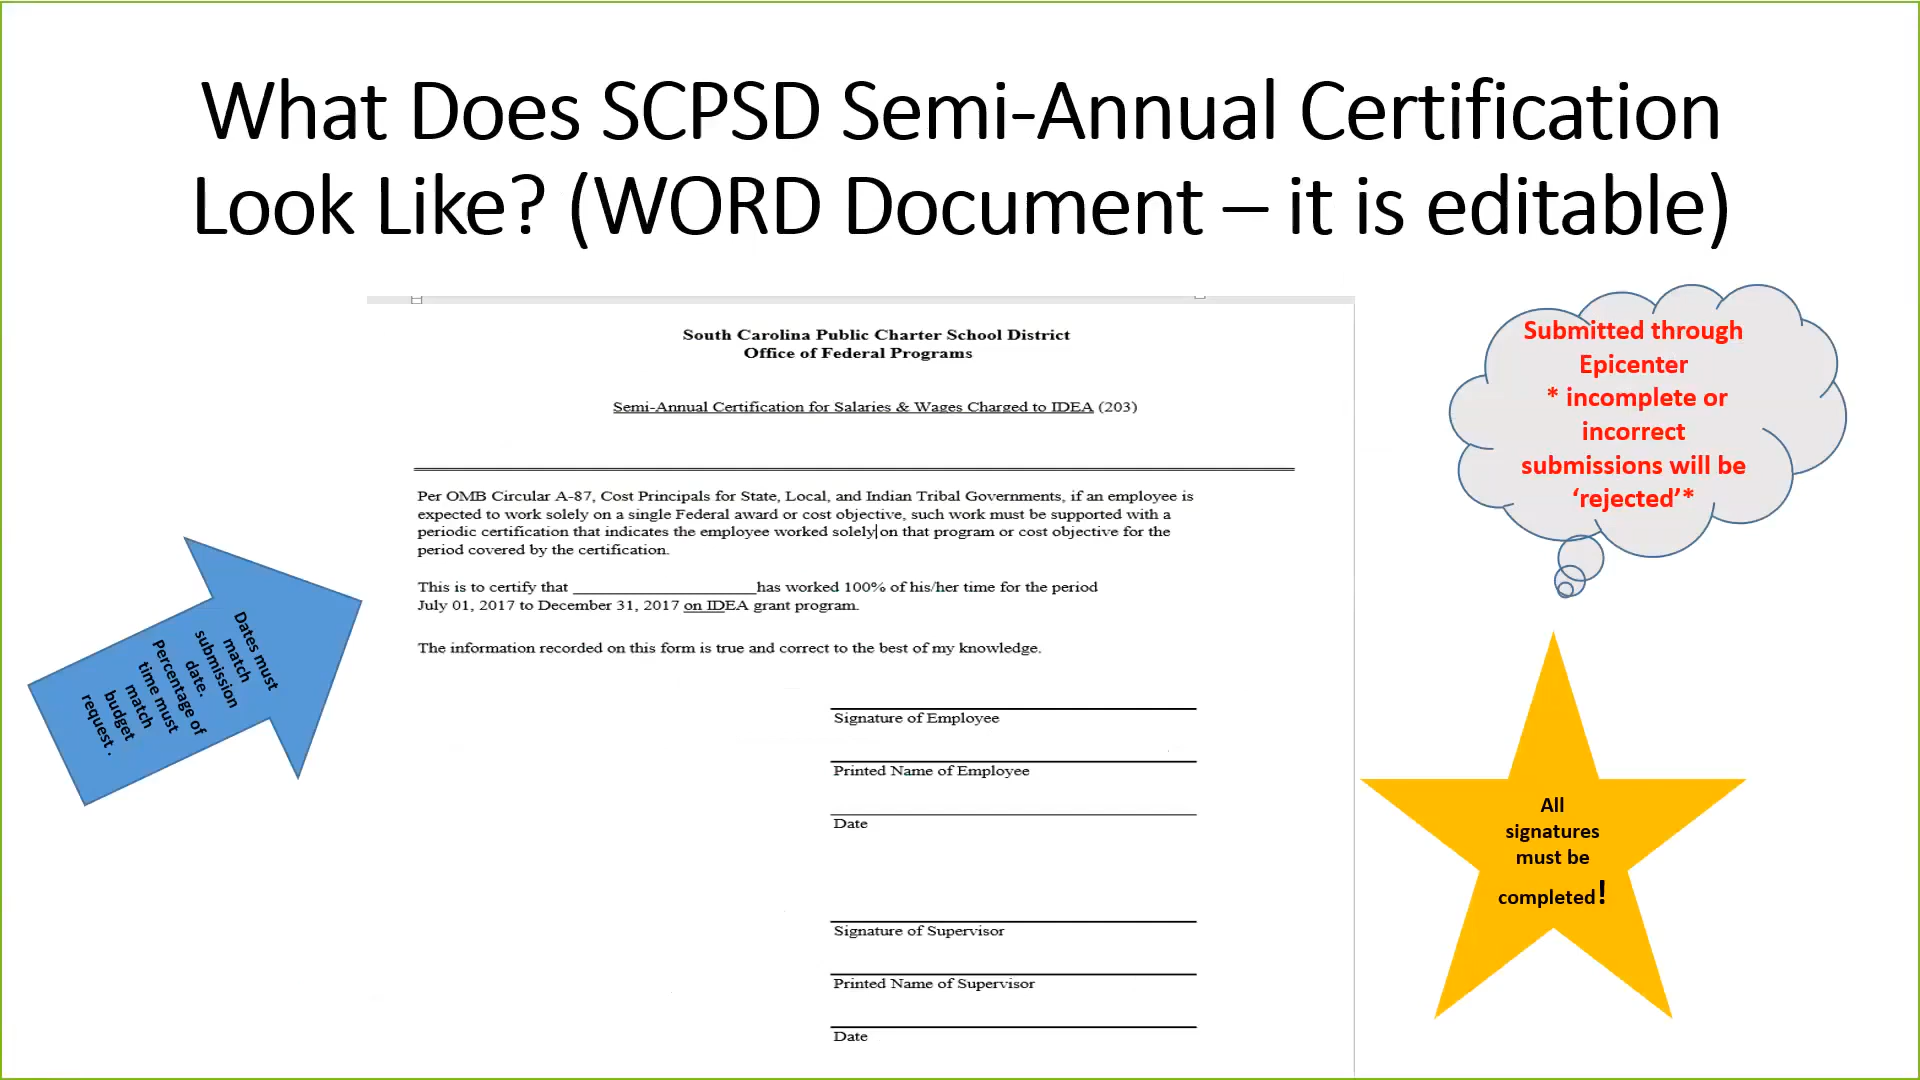 What Does SCPSD Semi-Annual Certification
Look Like? (WORD Document – it is editable)
South Carolina Public Charter School District
Office of Federal Programs
Semi-Annual Certification for Salaries & Wages Charged to IDEA (203)
Per OMB Circular A-87, Cost Principals for State, Local, and Indian Tribal Governments, if an employee is
expected to work solely on a single Federal award or cost objective, such work must be supported with a
periodic certification that indicates the employee worked solely on that program or cost objective for the
period covered by the certification.
This is to certify that ______________________has worked 100% of his/her time for the period
July 01, 2017 to December 31, 2017 on IDEA grant program.
The information recorded on this form is true and correct to the best of my knowledge.
Signature of Employee
Printed Name of Employee
Date
Signature of Supervisor
Printed Name of Supervisor
Date
Dates must
match
submission
date.
Percentage of
time must
match
budget
request .
Submitted through
Epicenter
* incomplete or
incorrect
submissions will be
‘rejected’*
All
signatures
must be
completed!